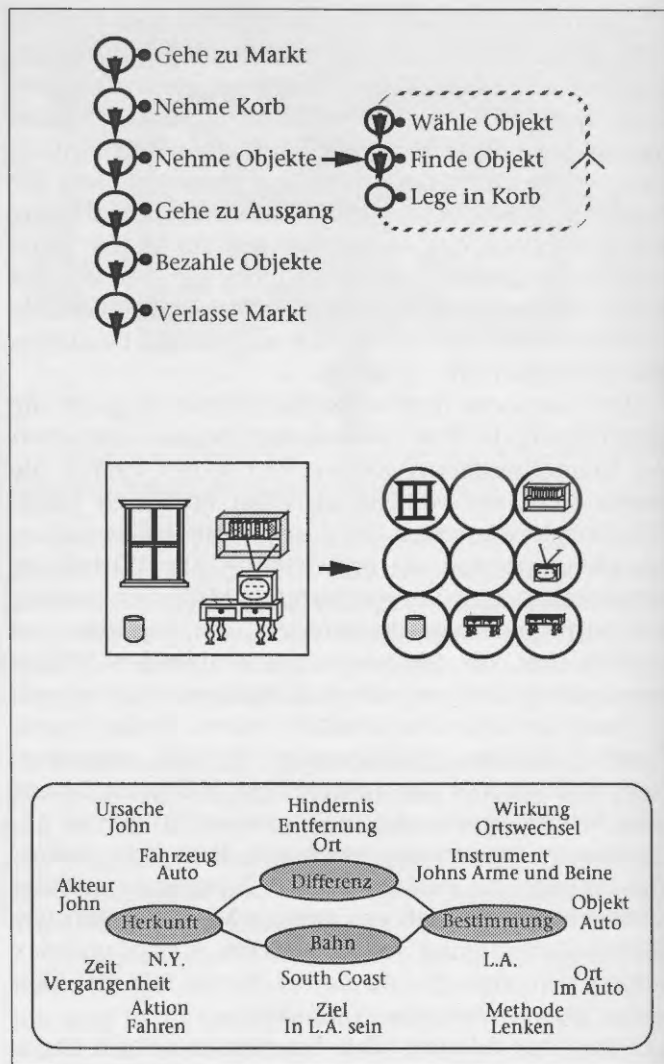 Gehe zu Markt
Nehme Korb
Nehme Objekte
Gehe zu Ausgang
Bezahle Objekte
Verlasse Markt
Wähle Objekt
Finde Objekt
Lege in Korb
Ursache
John
Hindernis
Entfernung
Ort
Wirkung
Ortswechsel
Fahrzeug
Auto
Differenz
Instrument
Johns Arme und Beine
Akteur
John
Herkunft
Bahn
Bestimmung
Objekt
Auto
Zeit
Vergangenheit
N.Y.
South Coast
L.A.
Ort
Im Auto
Aktion
Fahren
Ziel
In L.A. sein
Methode
Lenken